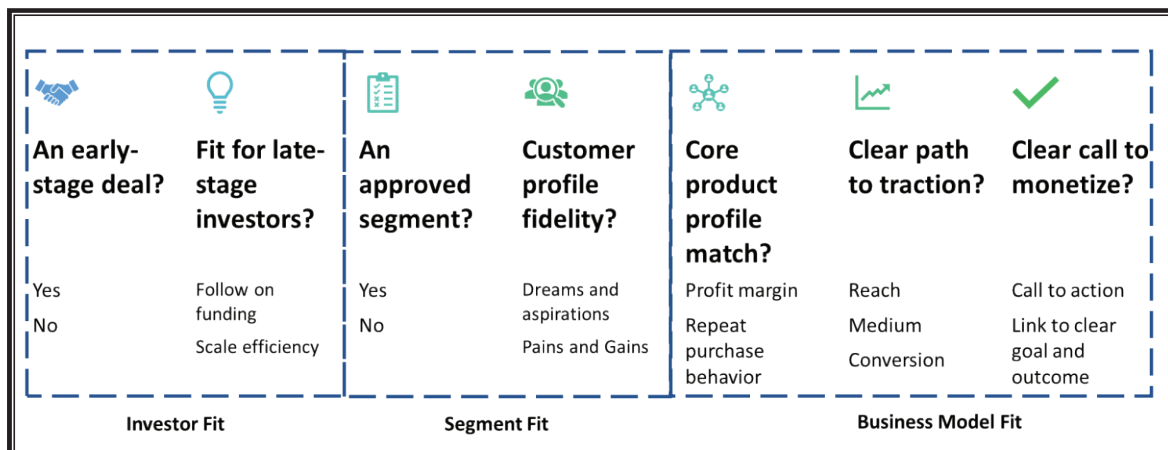 An early-
stage deal?
Yes
No
Fit for late-
stage
investors?
Follow on
funding
Scale efficiency
Investor Fit
An
approved
segment?
Yes
No
Customer
profile
fidelity?
Dreams and
aspirations
Pains and Gains
Segment Fit
Core
product
profile
match?
Profit margin
Repeat
purchase
behavior
Clear path
to traction?
Reach
Medium
Conversion
Clear call to
monetize?
Call to action
Link to clear
goal and
outcome
Business Model Fit